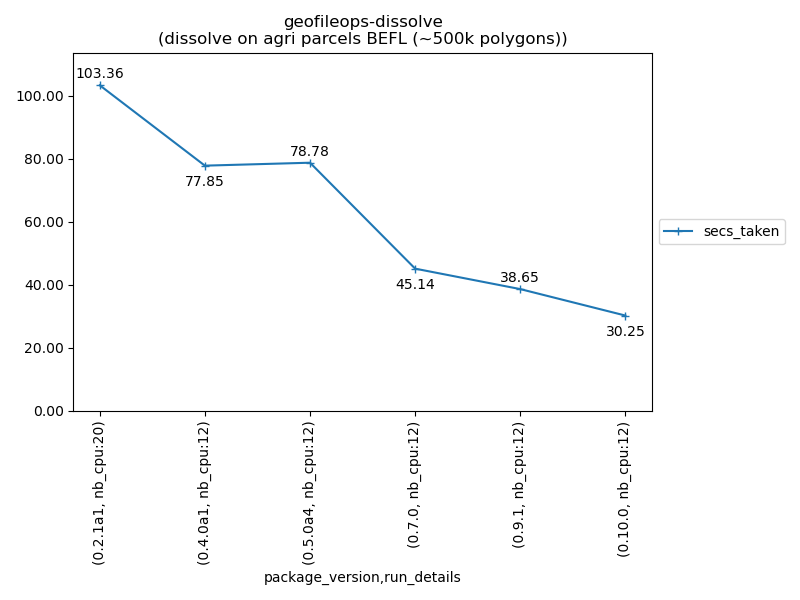 geofileops-dissolve
(dissolve on agri parcels BEFL (~500k polygons))
103.36
77.85
78.78
45.14
38.65
30.25
100.00
80.00
60.00
40.00
20.00
0.00
secs_taken
(0.2.1a1, nb_cpu:20)
(0.4.0a1, nb_cpu:12)
(0.5.0a4, nb_cpu:12)
(0.7.0, nb_cpu:12)
(0.9.1, nb_cpu:12)
(0.10.0, nb_cpu:12)
package_version,run_details